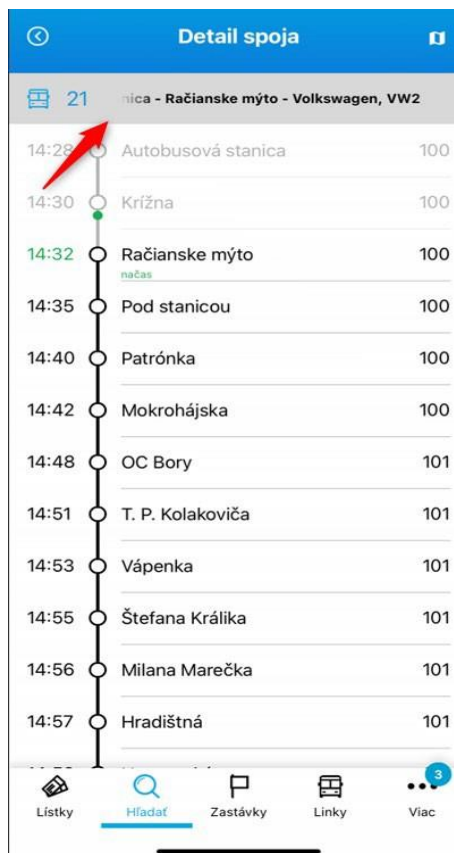 Detail spoja
21 nica - Račianske mýto - Volkswagen, VW2
14:28 Autobusová stanica 100
14:30 Krížna 100
14:32 Račianske mýto 100
načas
14:35 Pod stanicou 100
14:40 Patrónka 100
14:42 Mokrohájska 100
14:48 OC Bory 101
14:51 T. P. Kolakoviča 101
14:53 Vápenka 101
14:55 Štefana Králika 101
14:56 Milana Marečka 101
14:57 Hradištná 101
3
Lístky Hľadať Zastávky Linky Viac